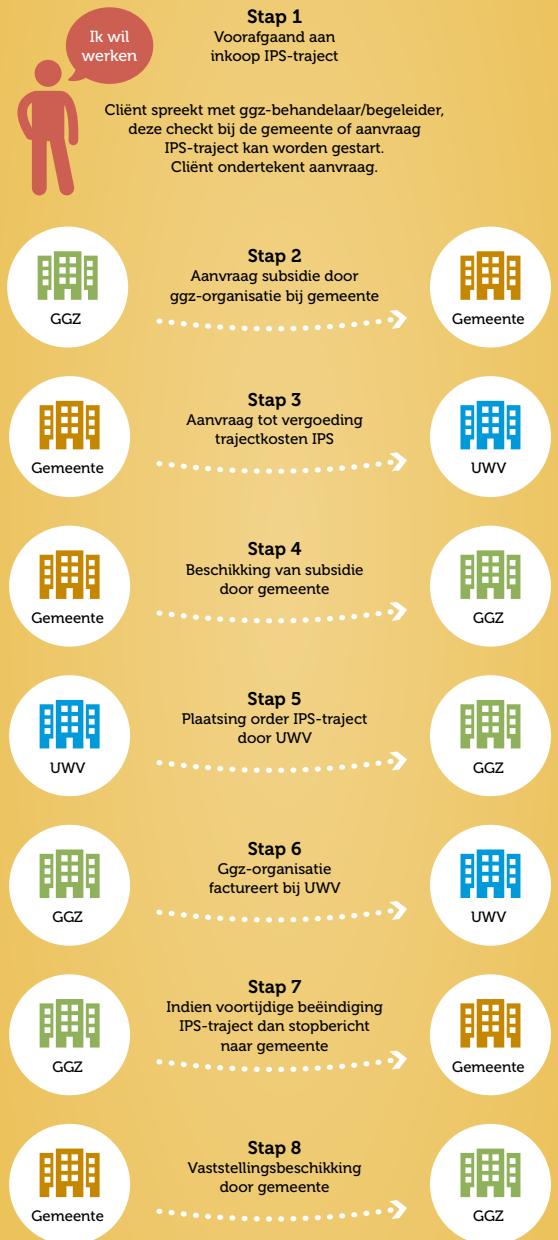 Ik wil
werken
Stap 1
Voorafgaand aan
inkoop IPS-traject
Cliënt spreekt met ggz-behandelaar/begeleider,
deze checkt bij de gemeente of aanvraag
IPS-traject kan worden gestart.
Cliënt ondertekent aanvraag.
GGZ
Stap 2
Aanvraag subsidie door
ggz-organisatie bij gemeente
Gemeente
Gemeente
Stap 3
Aanvraag tot vergoeding
trajectkosten IPS
UWV
Gemeente
Stap 4
Beschikking van subsidie
door gemeente
GGZ
UWV
Stap 5
Plaatsing order IPS-traject
door UWV
GGZ
GGZ
Stap 6
Ggz-organisatie
factureert bij UWV
UWV
GGZ
Stap 7
Indien voortijdige beëindiging
IPS-traject dan stopbericht
naar gemeente
Gemeente
Gemeente
Stap 8
Vaststellingsbeschikking
door gemeente
GGZ